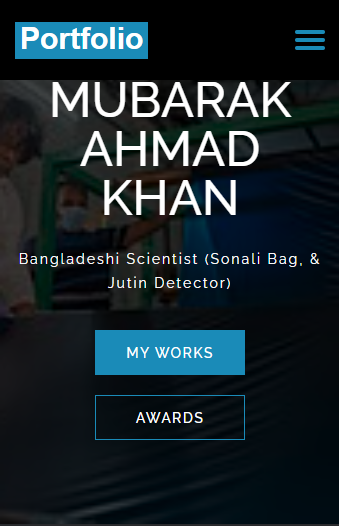 Portfolio
MUBARAK
AHMAD
KHAN
Bangladeshi Scientist (Sonali Bag, &
Jutin Detector)
MY WORKS
AWARDS